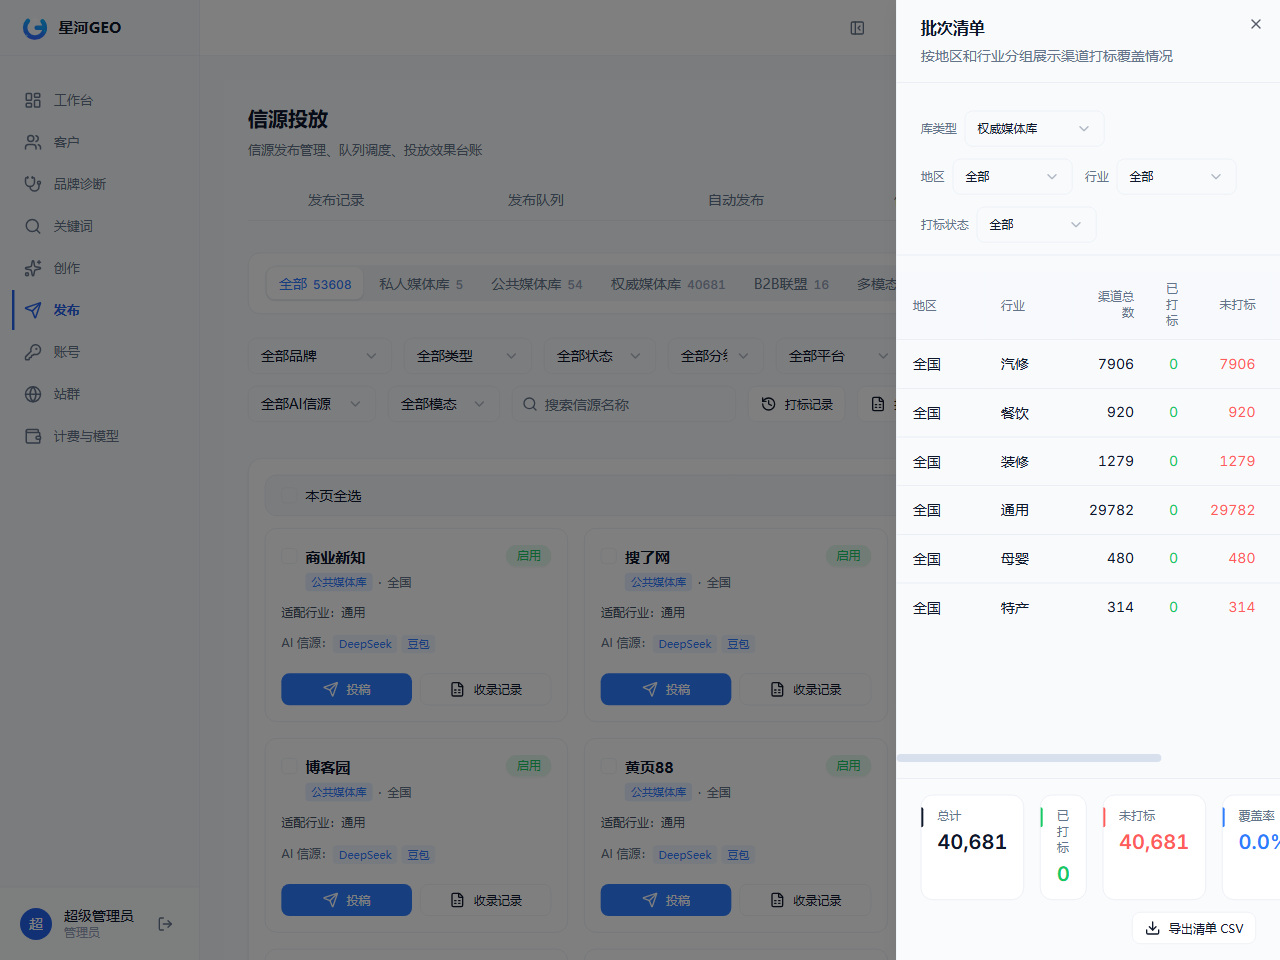 星河GEO
工作台
客户
品牌诊断
关键词
创作
发布
账号
站群
计费与模型
超
超级管理员
管理员
信源投放
信源发布管理、队列调度、投放效果台账
发布记录 发布队列 自动发布
全部 53608 私人媒体库 5 公共媒体库 54 权威媒体库 40681 B2B联盟 16 多模态
全部品牌 全部类型 全部状态 全部分 全部平台
全部AI信源 全部模态 搜索信源名称 打标记录
本页全选
商业新知 启用
公共媒体库 · 全国
适配行业: 通用
AI 信源: DeepSeek 豆包
投稿 收录记录
搜了网 启用
公共媒体库 · 全国
适配行业: 通用
AI 信源: DeepSeek 豆包
投稿 收录记录
博客园 启用
公共媒体库 · 全国
适配行业: 通用
AI 信源: DeepSeek 豆包
投稿 收录记录
黄页88 启用
公共媒体库 · 全国
适配行业: 通用
AI 信源: DeepSeek 豆包
投稿 收录记录
批次清单
按地区和行业分组展示渠道打标覆盖情况
库类型 权威媒体库
地区 全部 行业 全部
打标状态 全部
地区 行业 渠道总数 已打标 未打标
全国 汽修 7906 0 7906
全国 餐饮 920 0 920
全国 装修 1279 0 1279
全国 通用 29782 0 29782
全国 母婴 480 0 480
全国 特产 314 0 314
总计
40,681
已打标
0
未打标
40,681
覆盖率
0.0%
导出清单 CSV